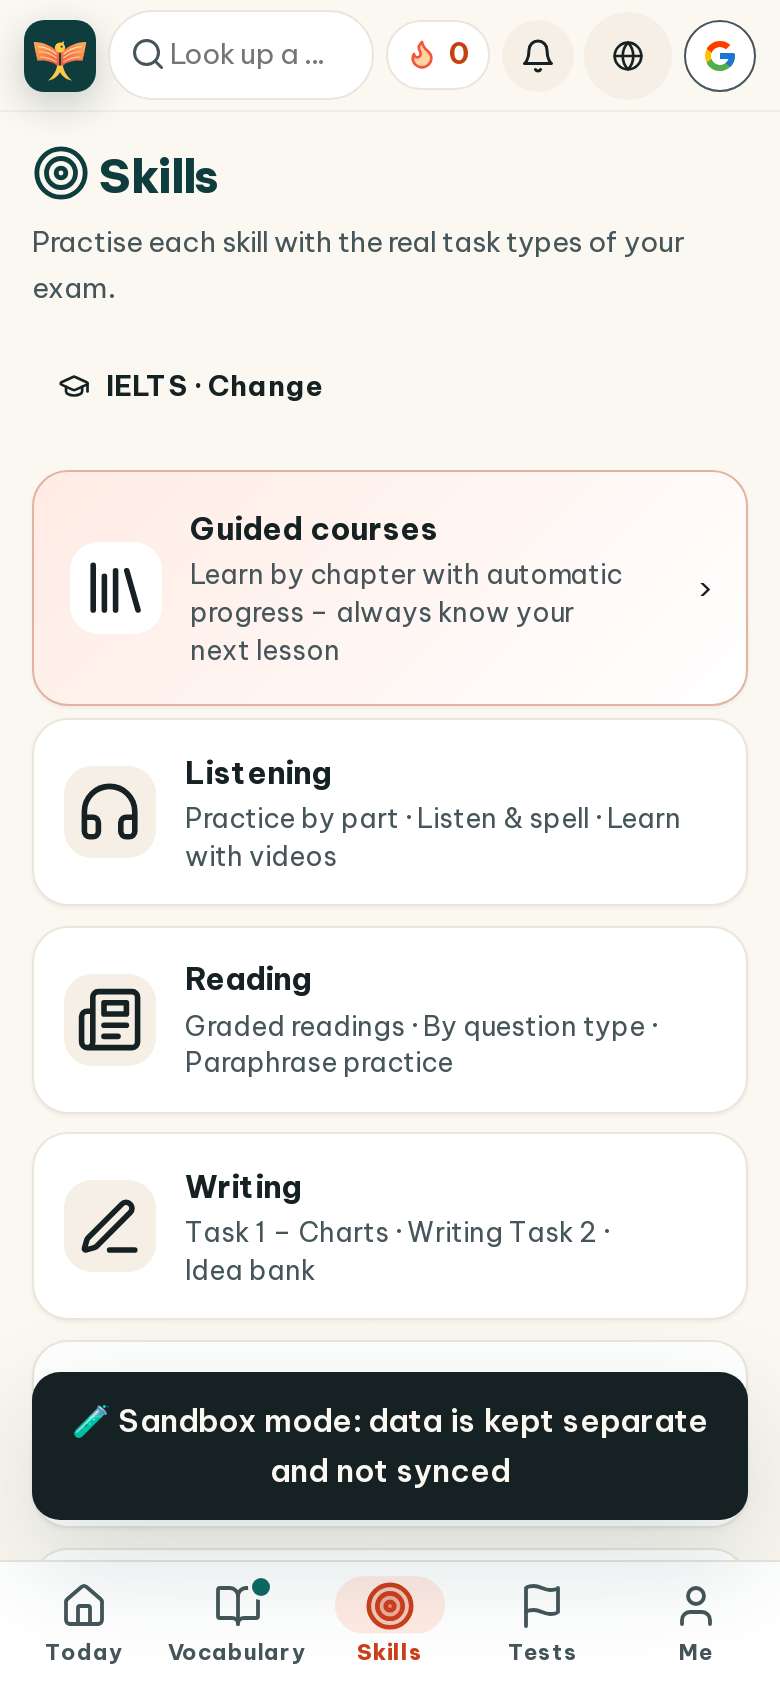 Look up a ...
0
Skills
Practise each skill with the real task types of your
exam.
IELTS · Change
Guided courses
Learn by chapter with automatic
progress – always know your
next lesson
Listening
Practice by part · Listen & spell · Learn
with videos
Reading
Graded readings · By question type ·
Paraphrase practice
Writing
Task 1 – Charts · Writing Task 2 ·
Idea bank
🧪 Sandbox mode: data is kept separate
and not synced
Today
Vocabulary
Skills
Tests
Me